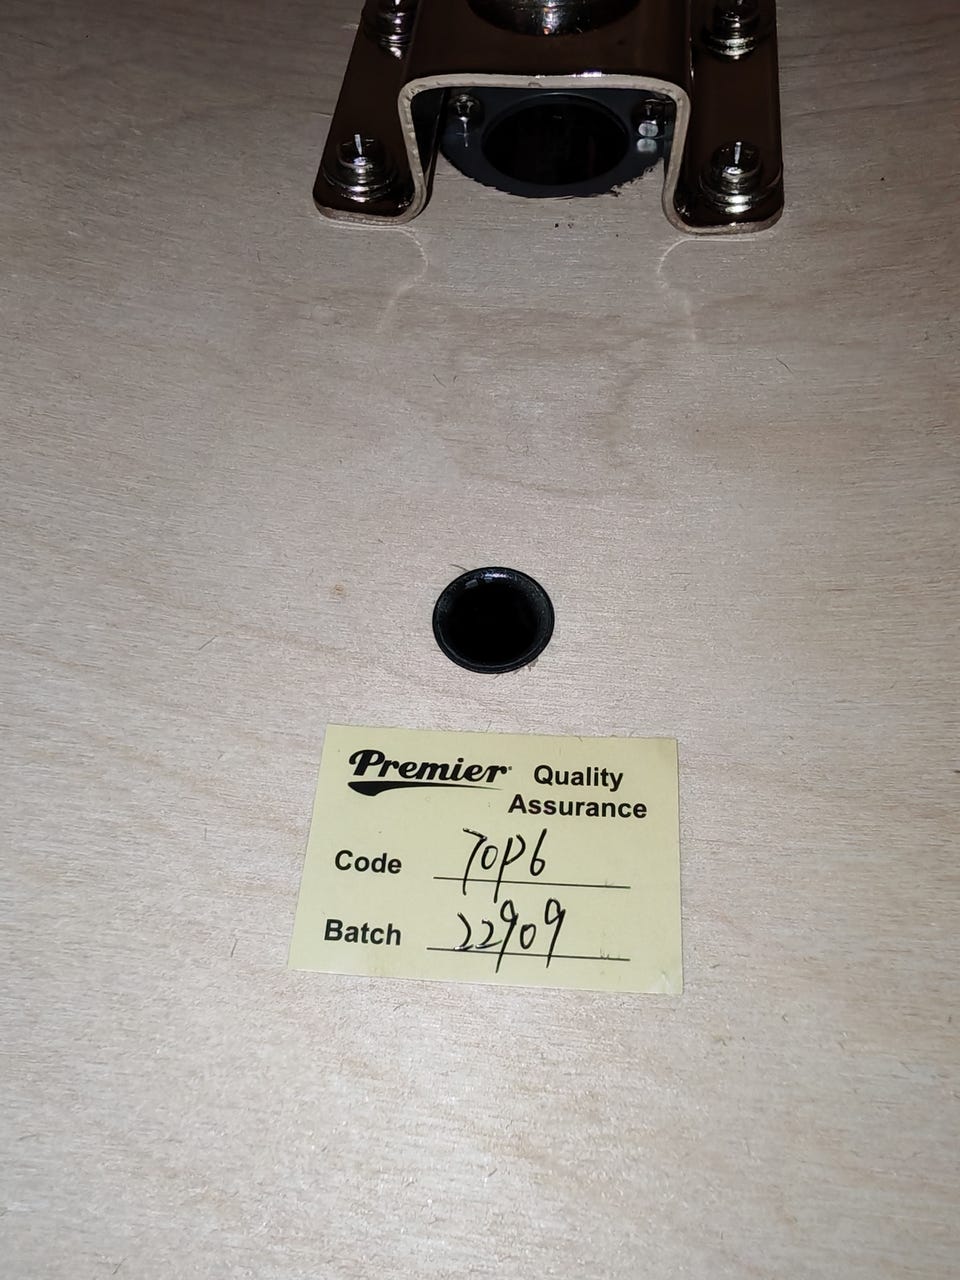 Premier® Quality
Assurance
Code 70P6
Batch 22909